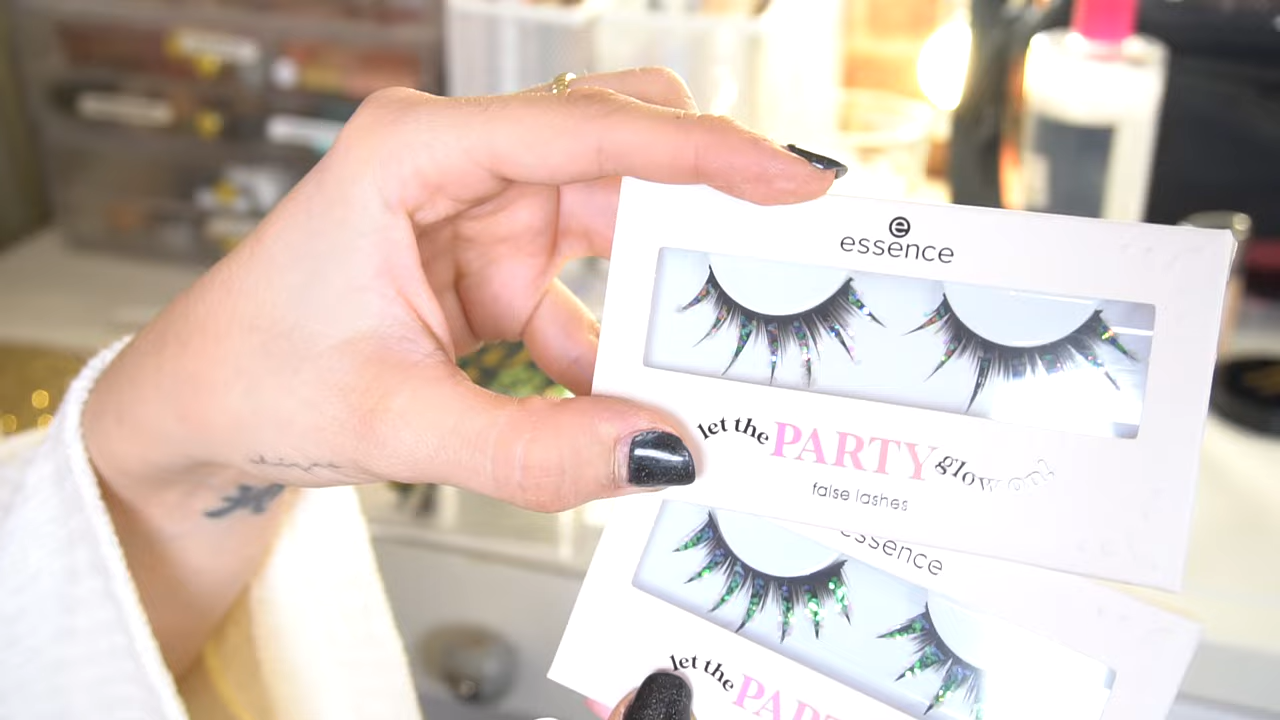 essence
let the PARTY glow on!
false lashes
essence
let the